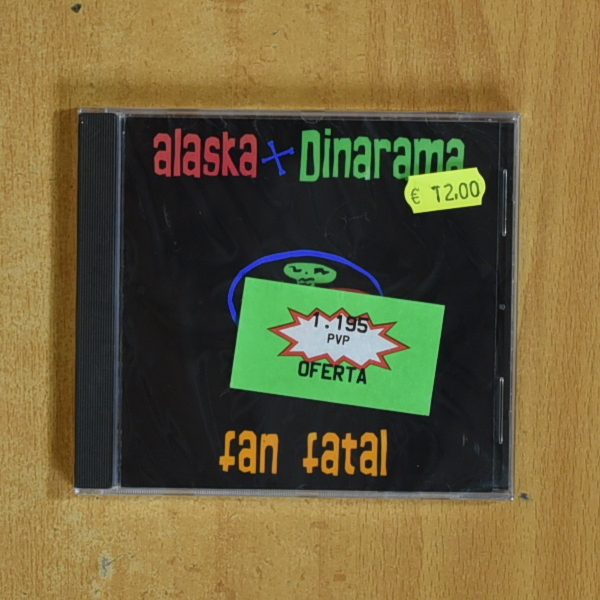 alaska + Dinarama
€ 12.00
1.195
PVP
OFERTA
fan fatal